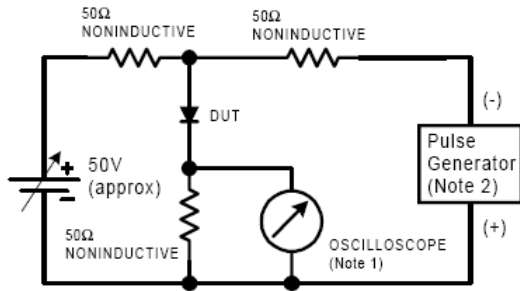 50Ω
NONINDUCTIVE
50Ω
NONINDUCTIVE
DUT
(-)
+
50V
(approx)
-
Pulse
Generator
(Note 2)
50Ω
NONINDUCTIVE
OSCILLOSCOPE
(Note 1)
(+)